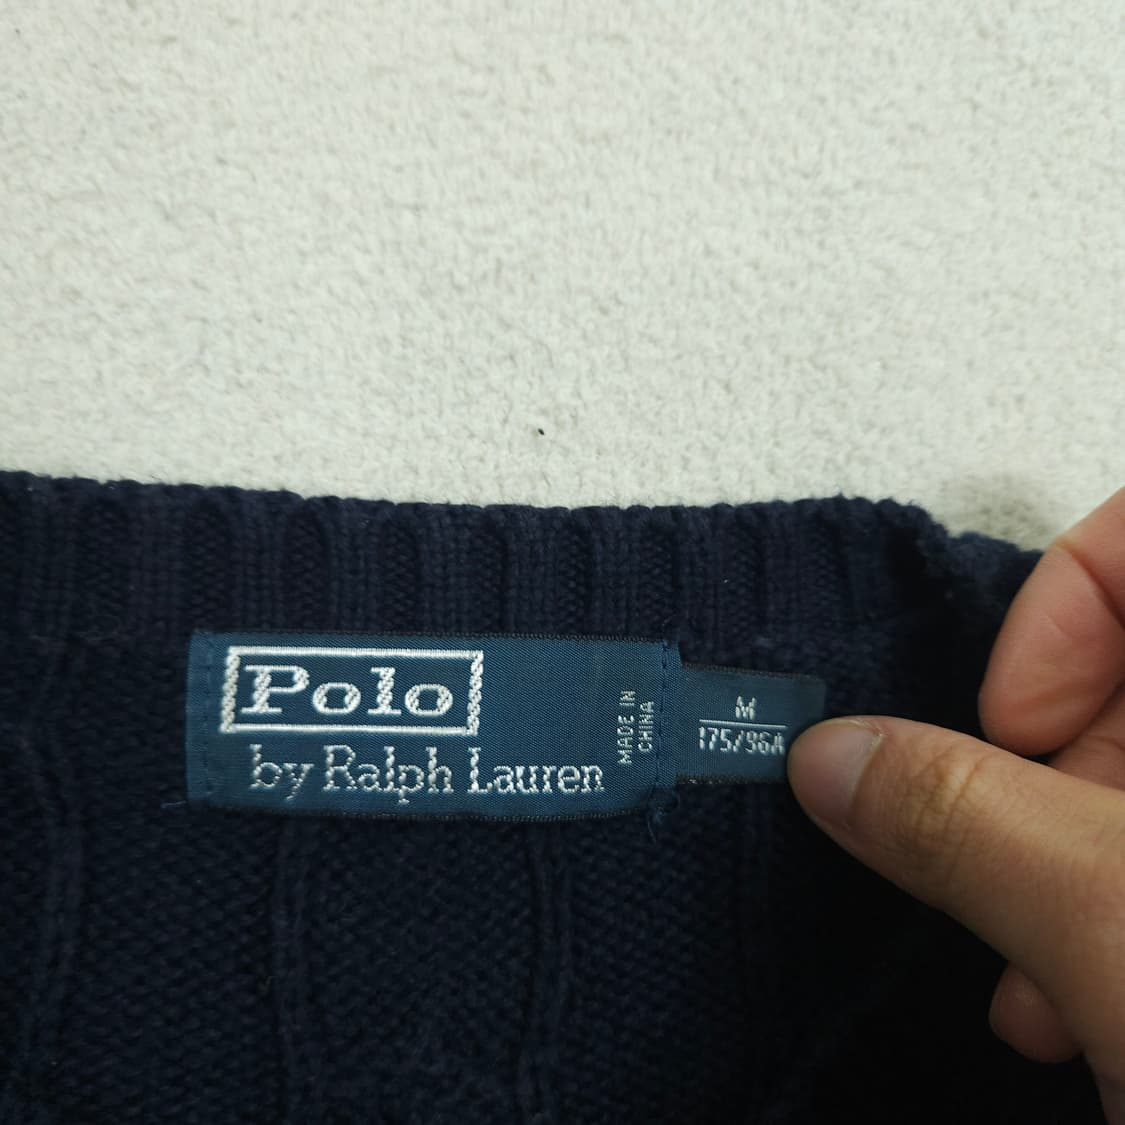 Polo
by Ralph Lauren
MADE IN
CHINA
M
175/96A